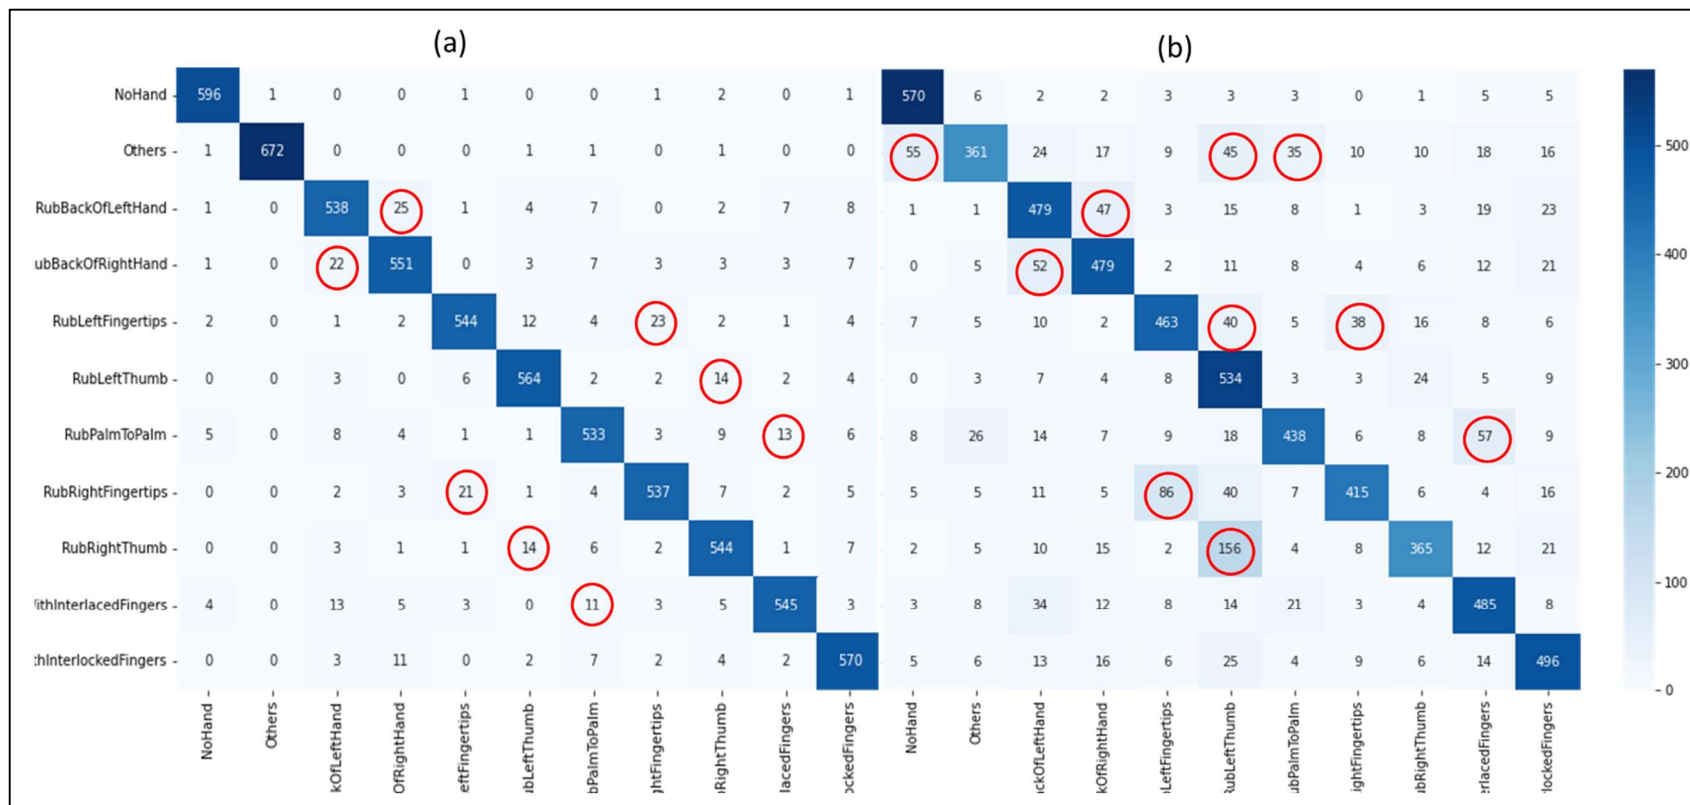 (a) (b)
NoHand 596 1 0 0 1 0 0 1 2 0 1 570 6 2 2 3 3 3 0 1 5 5
Others 1 672 0 0 0 1 1 0 1 0 0 55 361 24 17 9 45 35 10 10 18 16
RubBackOfLeftHand 1 0 538 25 1 4 7 0 2 7 8 1 1 479 47 3 15 8 1 3 19 23
ubBackOfRightHand 1 0 22 551 0 3 7 3 3 3 7 0 5 52 479 2 11 8 4 6 12 21
RubLeftFingertips 2 0 1 2 544 12 4 23 2 1 4 7 5 10 2 463 40 5 38 16 8 6
RubLeftThumb 0 0 3 0 6 564 2 2 14 2 4 0 3 7 4 8 534 3 3 24 5 9
RubPalmToPalm 5 0 8 4 1 1 533 3 9 13 6 8 26 14 7 9 18 438 6 8 57 9
RubRightFingertips 0 0 2 3 21 1 4 537 7 2 5 5 5 11 5 86 40 7 415 6 4 16
RubRightThumb 0 0 3 1 1 14 6 2 544 1 7 2 5 10 15 2 156 4 8 365 12 21
VithInterlacedFingers 4 0 13 5 3 0 11 3 5 545 3 3 8 34 12 8 14 21 3 4 485 8
thInterlockedFingers 0 0 3 11 0 2 7 2 4 2 570 5 6 13 16 6 25 4 9 6 14 496
500
400
300
200
100
0
NoHand Others ckOfLeftHand OfRightHand LeftFingertips ubLeftThumb bPalmToPalm ghtFingertips bRightThumb lacedFingers ockedFingers NoHand Others ackOfLeftHand ckOfRightHand bLeftFingertips RubLeftThumb ubPalmToPalm RightFingertips ubRightThumb erlacedFingers rlockedFingers